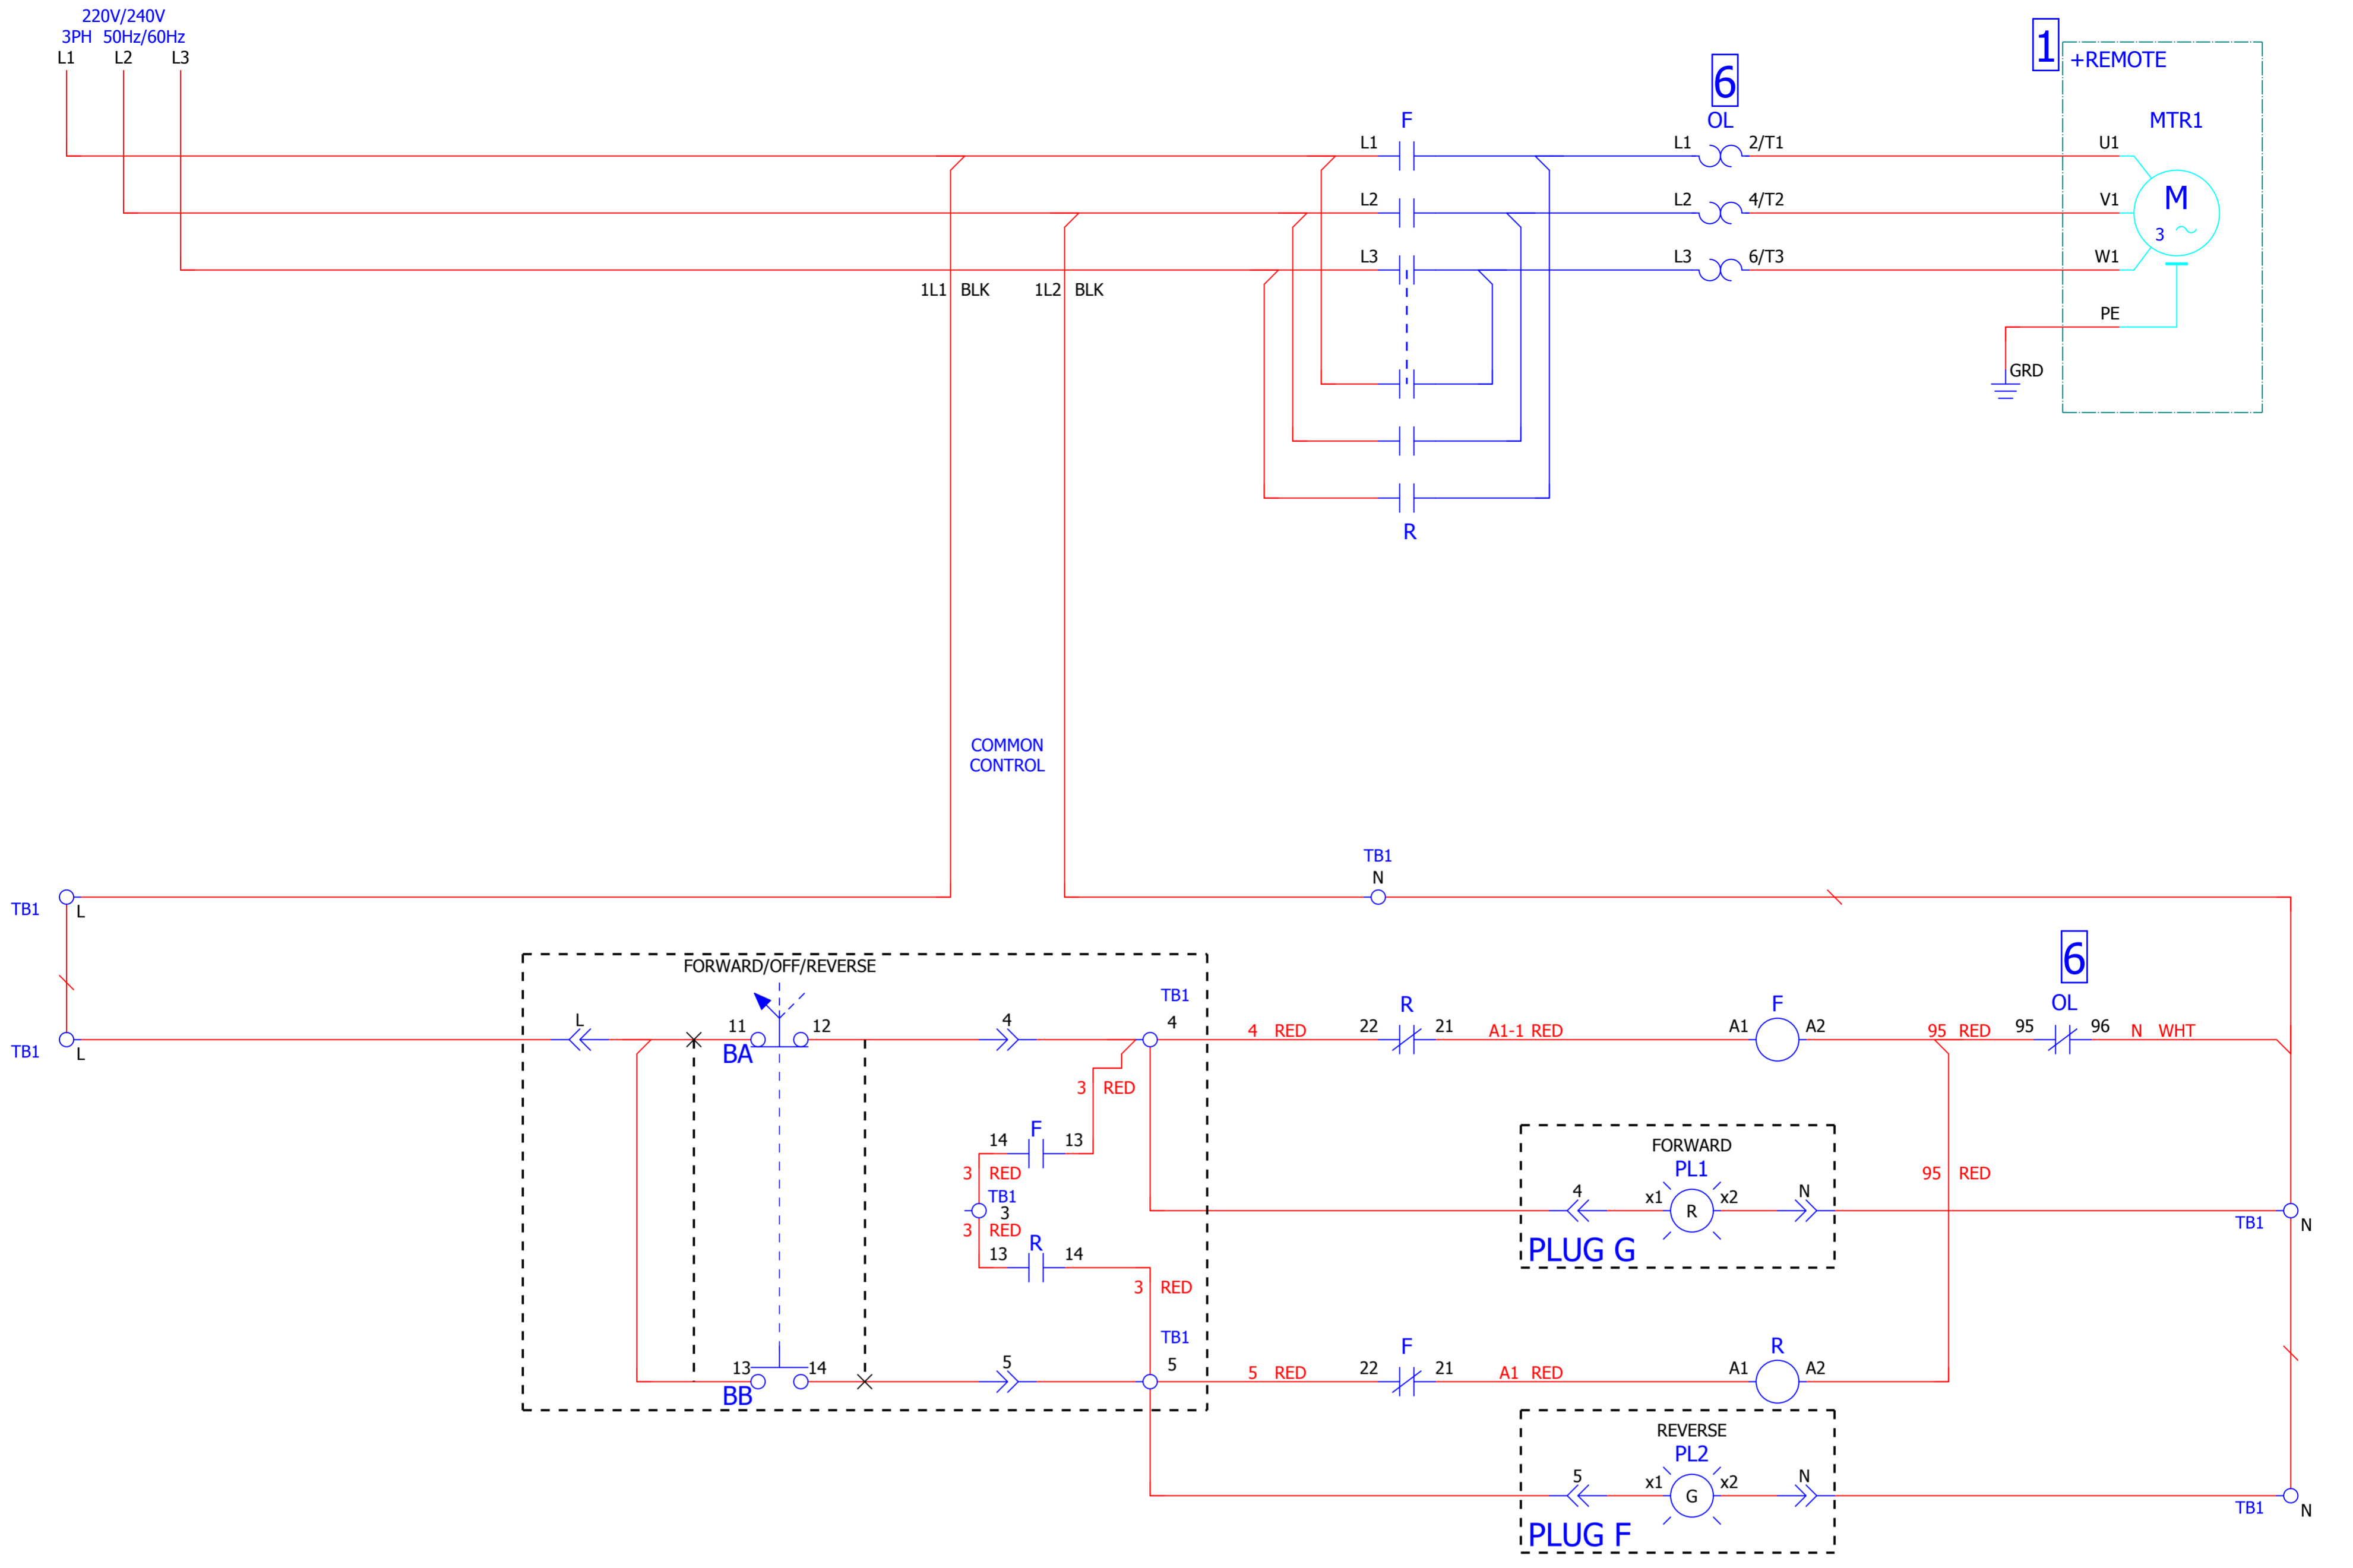 220V/240V
3PH 50Hz/60Hz
L1 L2 L3
1
+REMOTE
6
F OL MTR1
L1 L1 2/T1 U1
M
3
L2 L2 4/T2 V1
L3 L3 6/T3 W1
1L1 BLK 1L2 BLK
PE
GRD
R
COMMON
CONTROL
TB1
N
TB1 L
FORWARD/OFF/REVERSE
6
TB1
R F OL
L 11 12 4 4
4 RED 22 21 A1-1 RED A1 A2 95 RED 95 96 N WHT
TB1 L
BA
3 RED
F
14 13
FORWARD
PL1
3 RED
95 RED
TB1
3
4 x1 R x2 N
TB1 N
3 RED
R
13 14
PLUG G
3 RED
TB1
F R
13 14 5 5
5 RED 22 21 A1 RED A1 A2
BB
REVERSE
PL2
5 x1 G x2 N
TB1 N
PLUG F